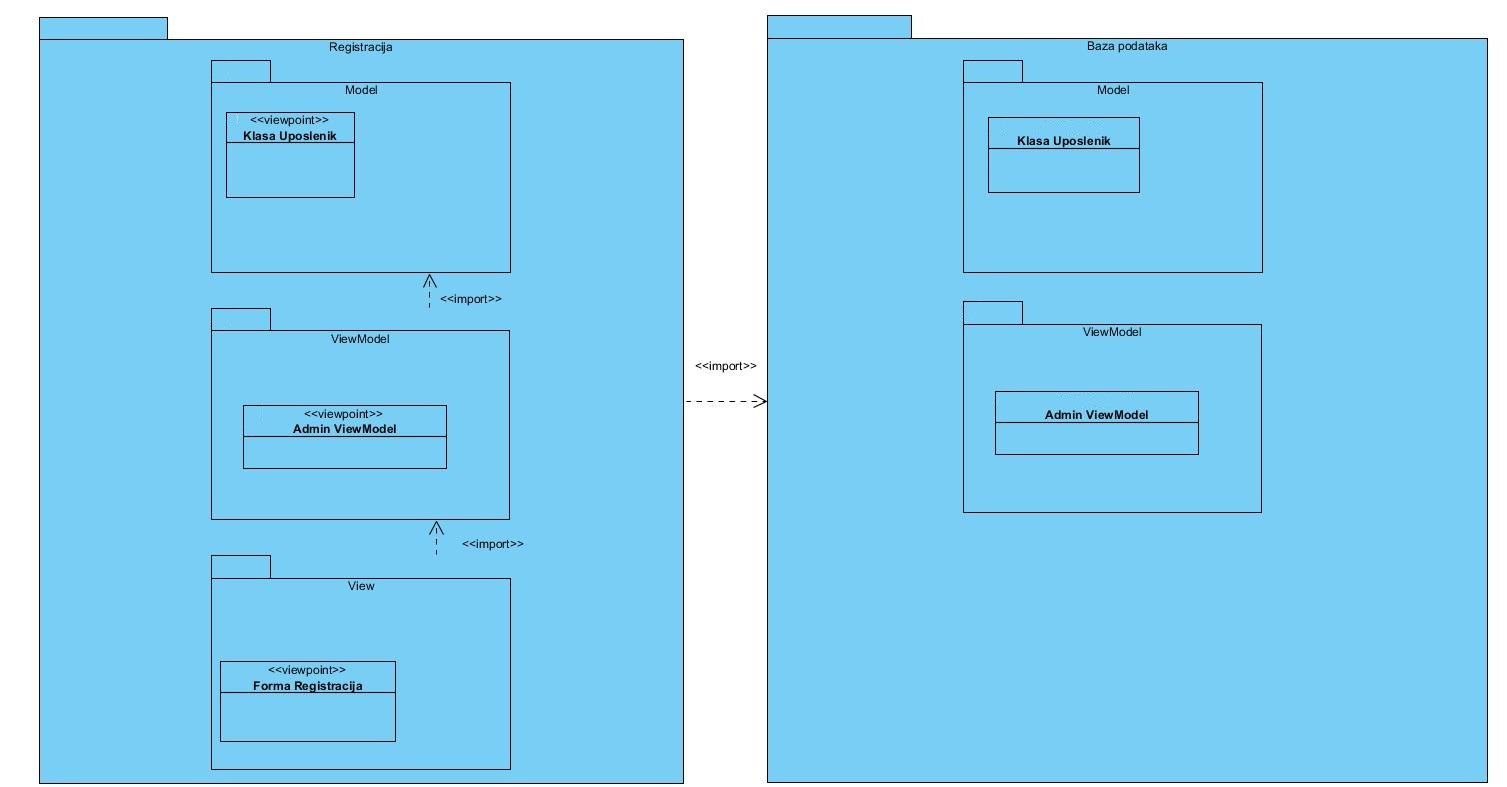 Registracija
Model
<<viewpoint>>
Klasa Uposlenik
<<import>>
ViewModel
<<viewpoint>>
Admin ViewModel
<<import>>
View
<<viewpoint>>
Forma Registracija
<<import>>
Baza podataka
Model
Klasa Uposlenik
ViewModel
Admin ViewModel